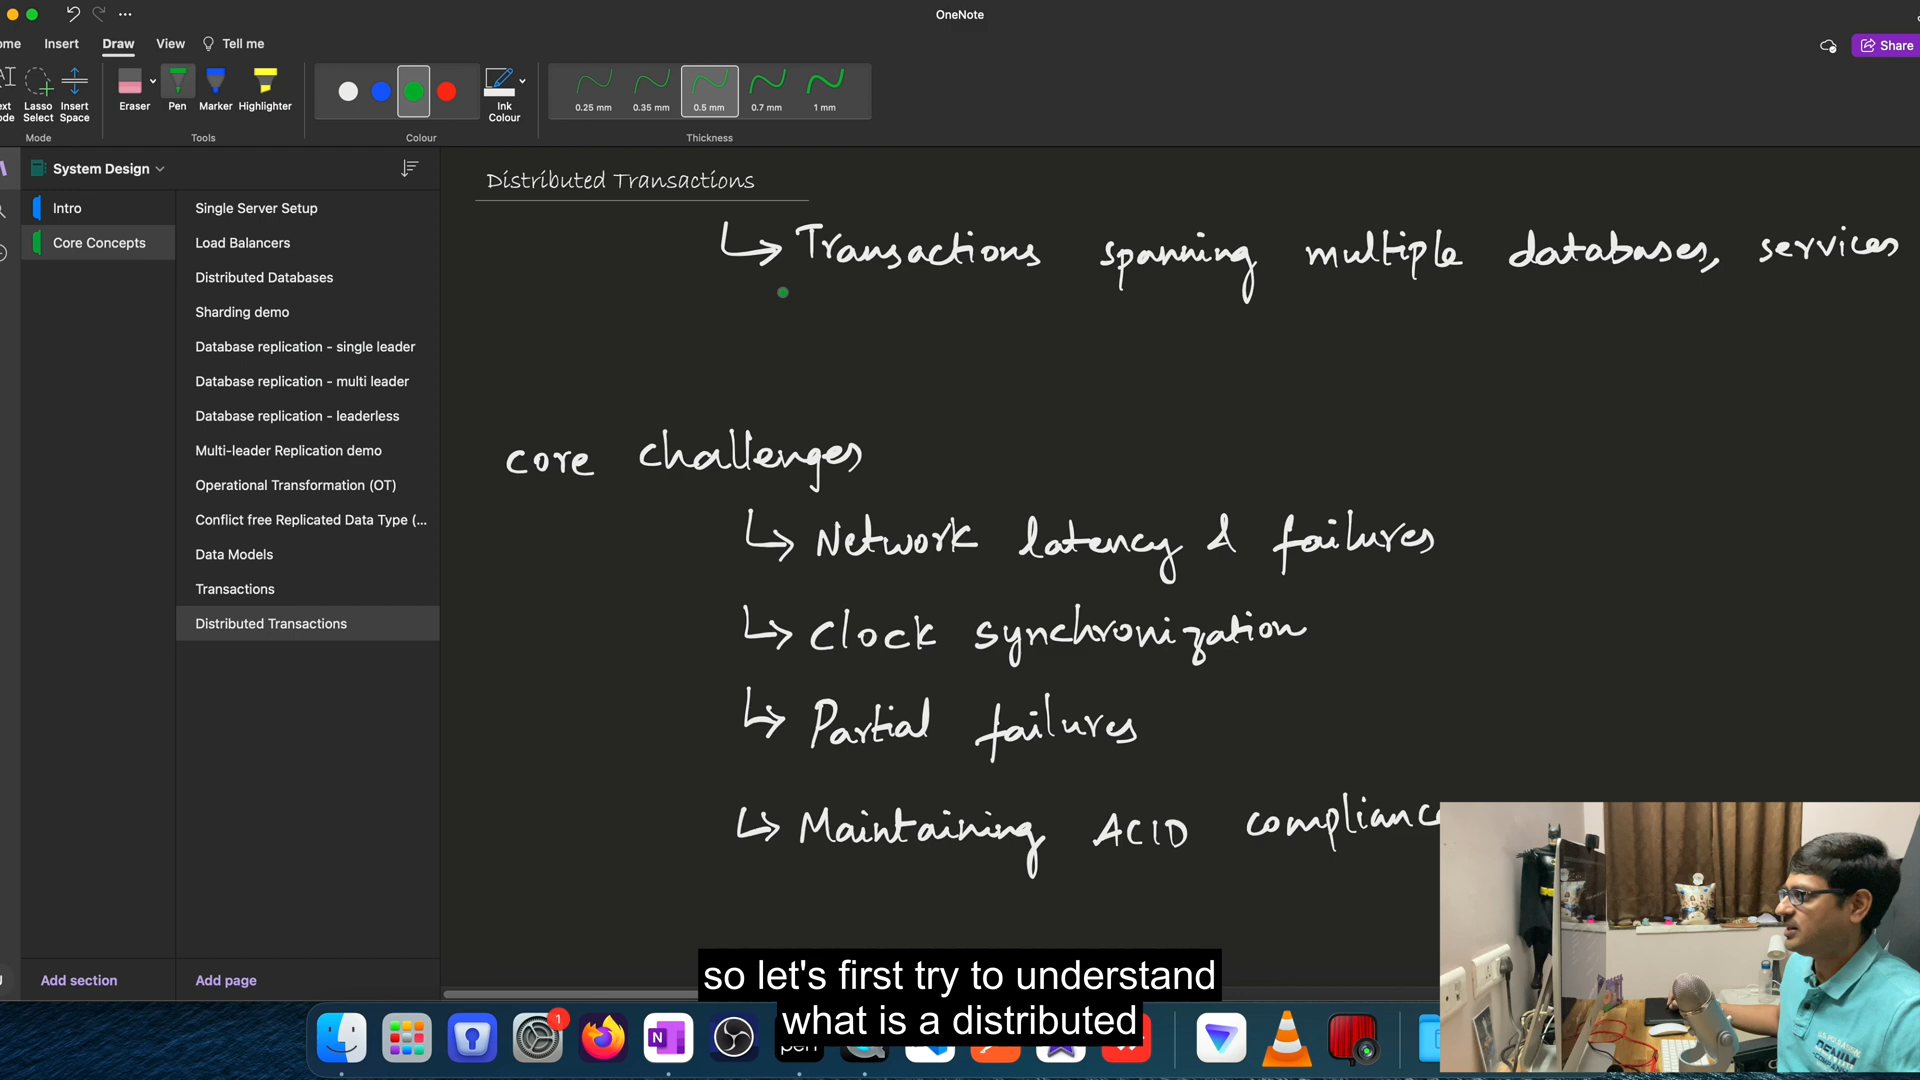 OneNote
ome Insert Draw View Tell me
Share
Lasso Select
Insert Space
Eraser
Pen
Marker
Highlighter
Ink Colour
0.25 mm
0.35 mm
0.5 mm
0.7 mm
1 mm
Mode
Tools
Colour
Thickness
System Design
Intro
Core Concepts
Single Server Setup
Load Balancers
Distributed Databases
Sharding demo
Database replication - single leader
Database replication - multi leader
Database replication - leaderless
Multi-leader Replication demo
Operational Transformation (OT)
Conflict free Replicated Data Type (...
Data Models
Transactions
Distributed Transactions
Add section
Add page
Distributed Transactions
↳ Transactions spanning multiple databases, services
core challenges
↳ Network latency & failures
↳ Clock synchronization
↳ Partial failures
↳ Maintaining ACID complianc
so let's first try to understand
what is a distributed
1
pen